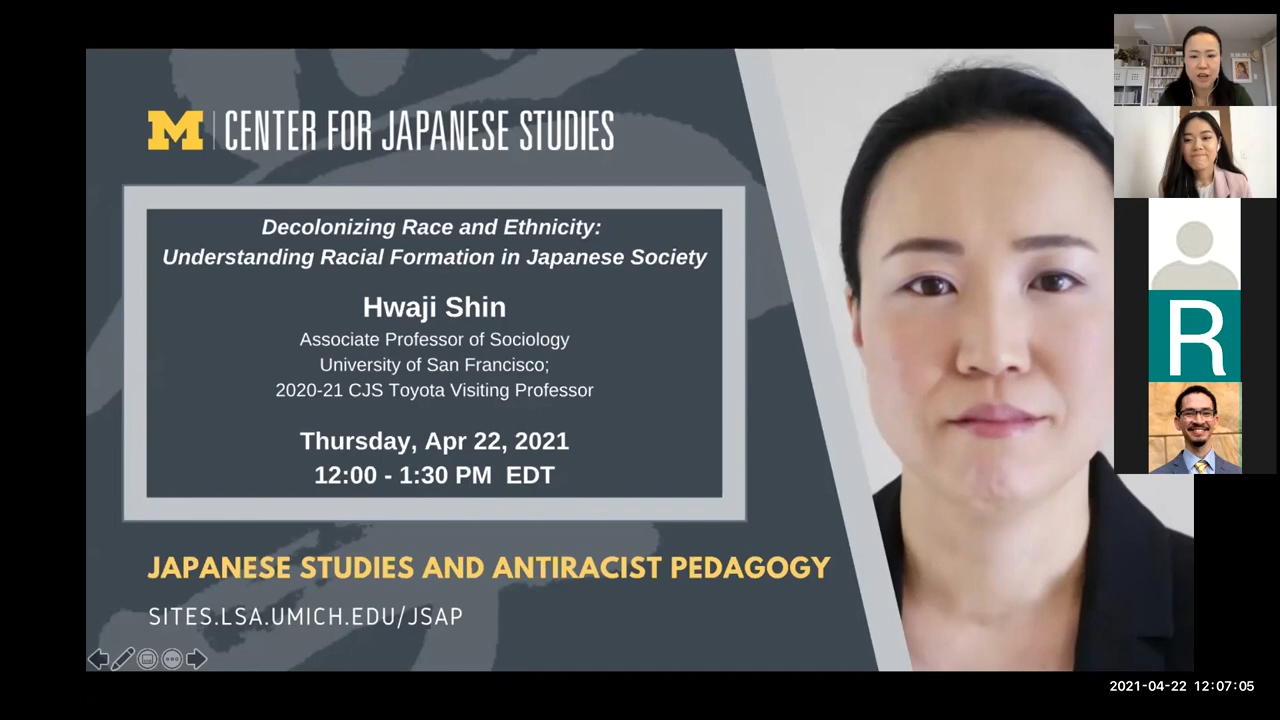 M CENTER FOR JAPANESE STUDIES
Decolonizing Race and Ethnicity:
Understanding Racial Formation in Japanese Society
Hwaji Shin
Associate Professor of Sociology
University of San Francisco;
2020-21 CJS Toyota Visiting Professor
Thursday, Apr 22, 2021
12:00 - 1:30 PM EDT
JAPANESE STUDIES AND ANTIRACIST PEDAGOGY
SITES.LSA.UMICH.EDU/JSAP
R
2021-04-22 12:07:05